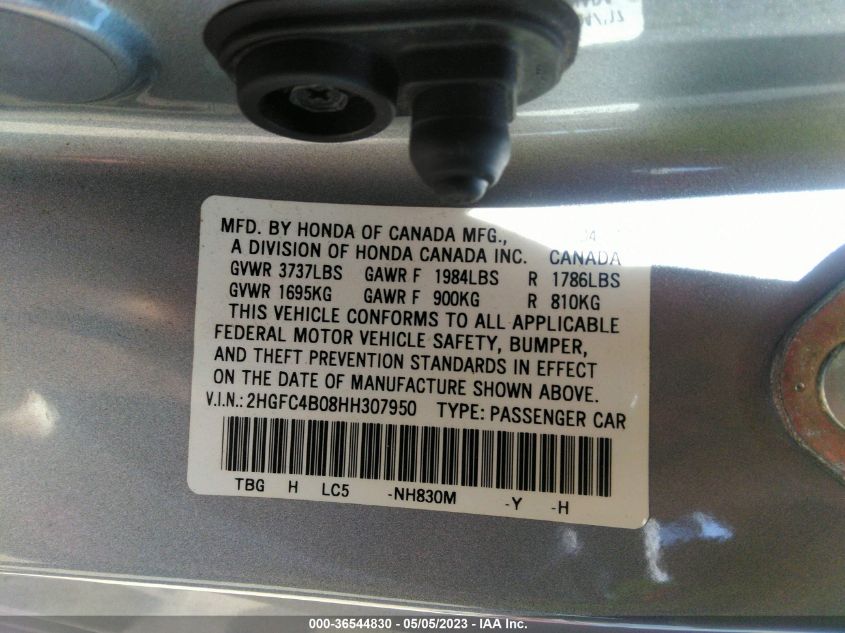 MFD. BY HONDA OF CANADA MFG.,
A DIVISION OF HONDA CANADA INC. CANADA
GVWR 3737LBS GAWR F 1984LBS R 1786LBS
GVWR 1695KG GAWR F 900KG R 810KG
THIS VEHICLE CONFORMS TO ALL APPLICABLE
FEDERAL MOTOR VEHICLE SAFETY, BUMPER,
AND THEFT PREVENTION STANDARDS IN EFFECT
ON THE DATE OF MANUFACTURE SHOWN ABOVE.
V.I.N.: 2HGFC4B08HH307950 TYPE: PASSENGER CAR
TBG H LC5 -NH830M -Y -H
000-36544830 - 05/05/2023 - IAA Inc.